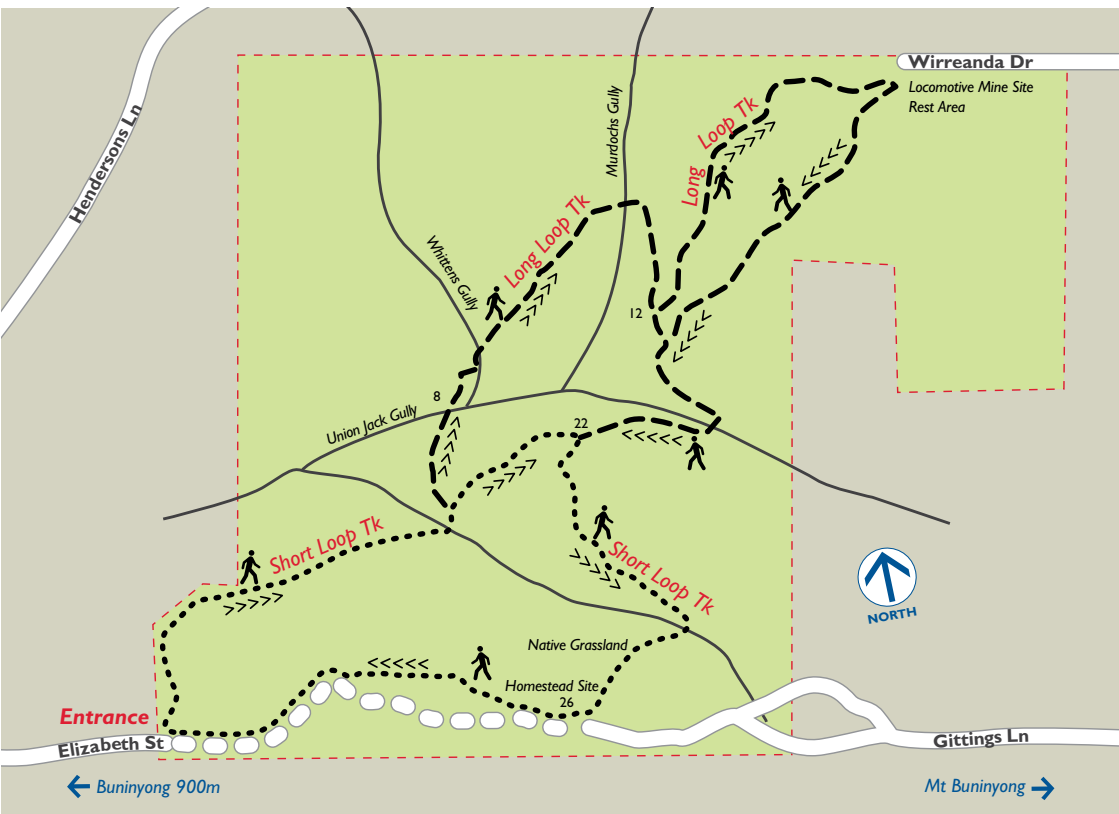 Wirreanda Dr
Locomotive Mine Site
Rest Area
Hendersons Ln
Murdochs Gully
Long Loop Tk
Long Loop Tk
Whittens Gully
12
8
Union Jack Gully
22
Short Loop Tk
Short Loop Tk
NORTH
Native Grassland
Homestead Site
26
Entrance
Elizabeth St
Gittings Ln
Buninyong 900m
Mt Buninyong